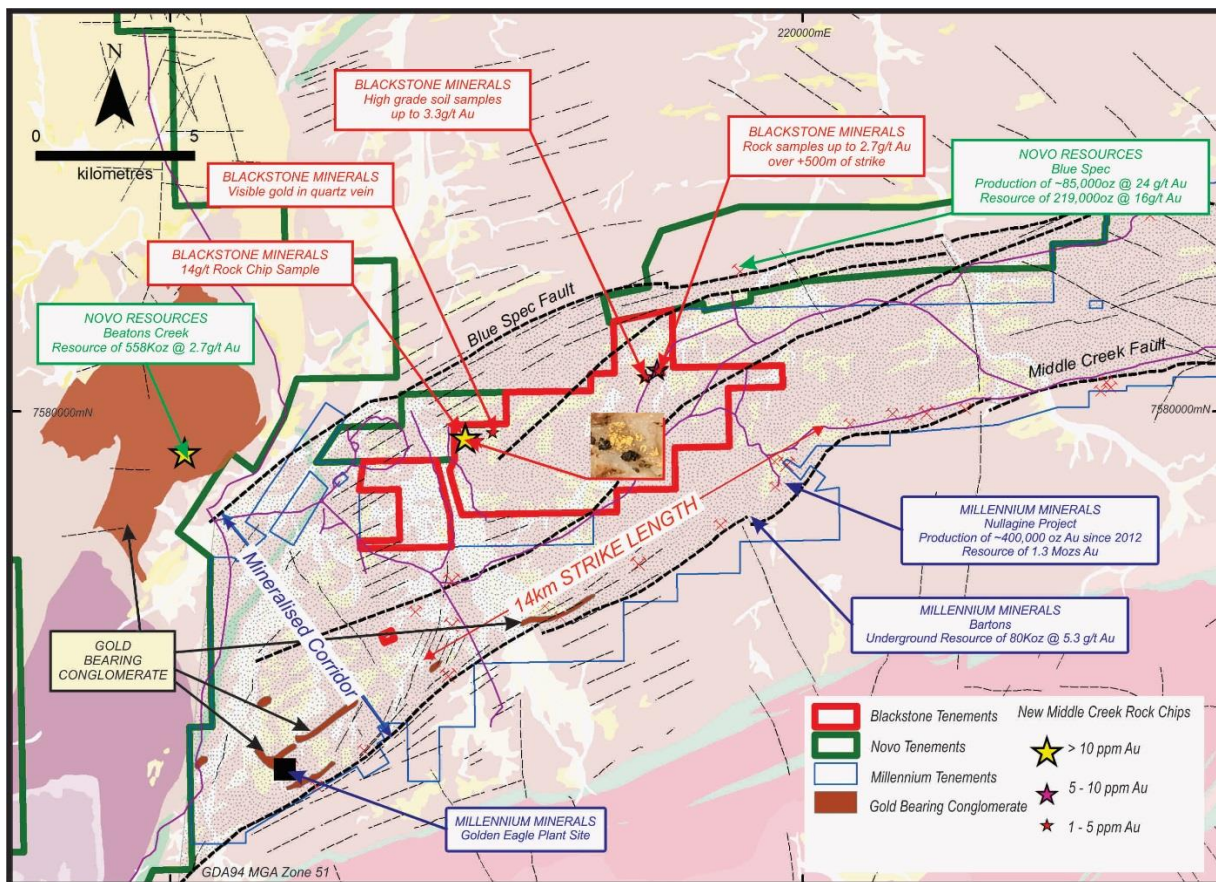 N
0 5
kilometres
220000mE
BLACKSTONE MINERALS
High grade soil samples
up to 3.3g/t Au
BLACKSTONE MINERALS
Rock samples up to 2.7g/t Au
over +500m of strike
NOVO RESOURCES
Blue Spec
Production of ~85,000oz @ 24 g/t Au
Resource of 219,000oz @ 16g/t Au
BLACKSTONE MINERALS
Visible gold in quartz vein
BLACKSTONE MINERALS
14g/t Rock Chip Sample
NOVO RESOURCES
Beatons Creek
Resource of 558Koz @ 2.7g/t Au
Blue Spec Fault
Middle Creek Fault
7580000mN
7580000mN
14km STRIKE LENGTH
Mineralised Corridor
MILLENNIUM MINERALS
Nullagine Project
Production of ~400,000 oz Au since 2012
Resource of 1.3 Mozs Au
MILLENNIUM MINERALS
Bartons
Underground Resource of 80Koz @ 5.3 g/t Au
GOLD
BEARING
CONGLOMERATE
MILLENNIUM MINERALS
Golden Eagle Plant Site
Blackstone Tenements
Novo Tenements
Millennium Tenements
Gold Bearing Conglomerate
New Middle Creek Rock Chips
> 10 ppm Au
5 - 10 ppm Au
1 - 5 ppm Au
GDA94 MGA Zone 51